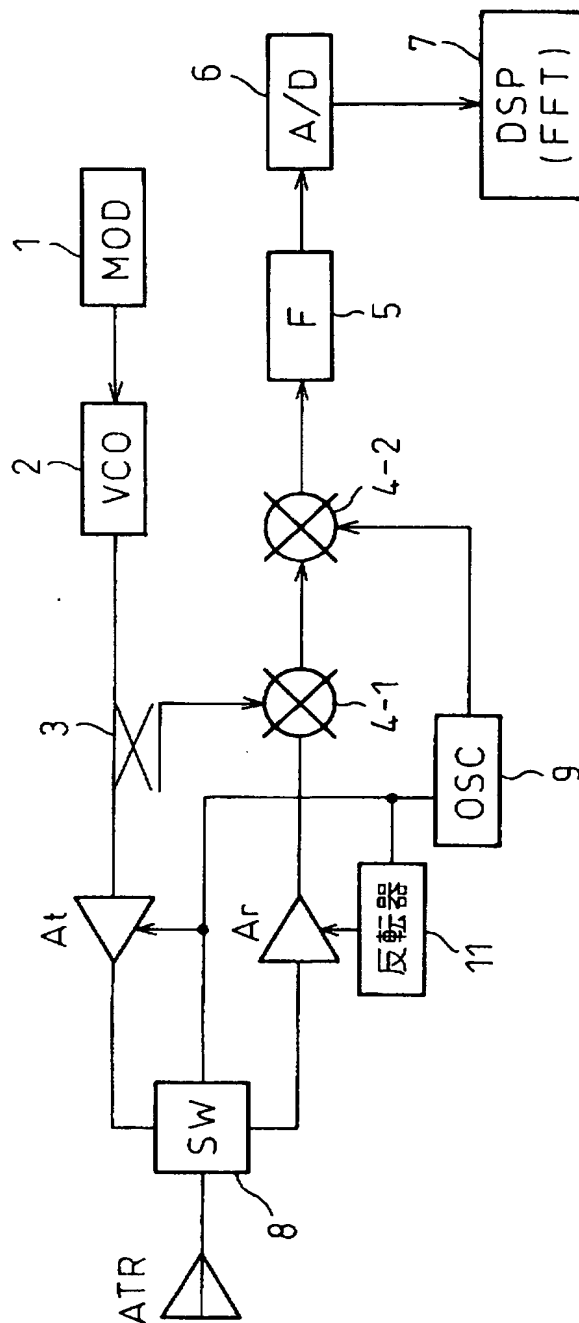 1
MOD
2
VCO
3
At
ATR
SW
8
Ar
反転器
11
OSC
9
4-1
4-2
F
5
6
A/D
7
DSP
(FFT)